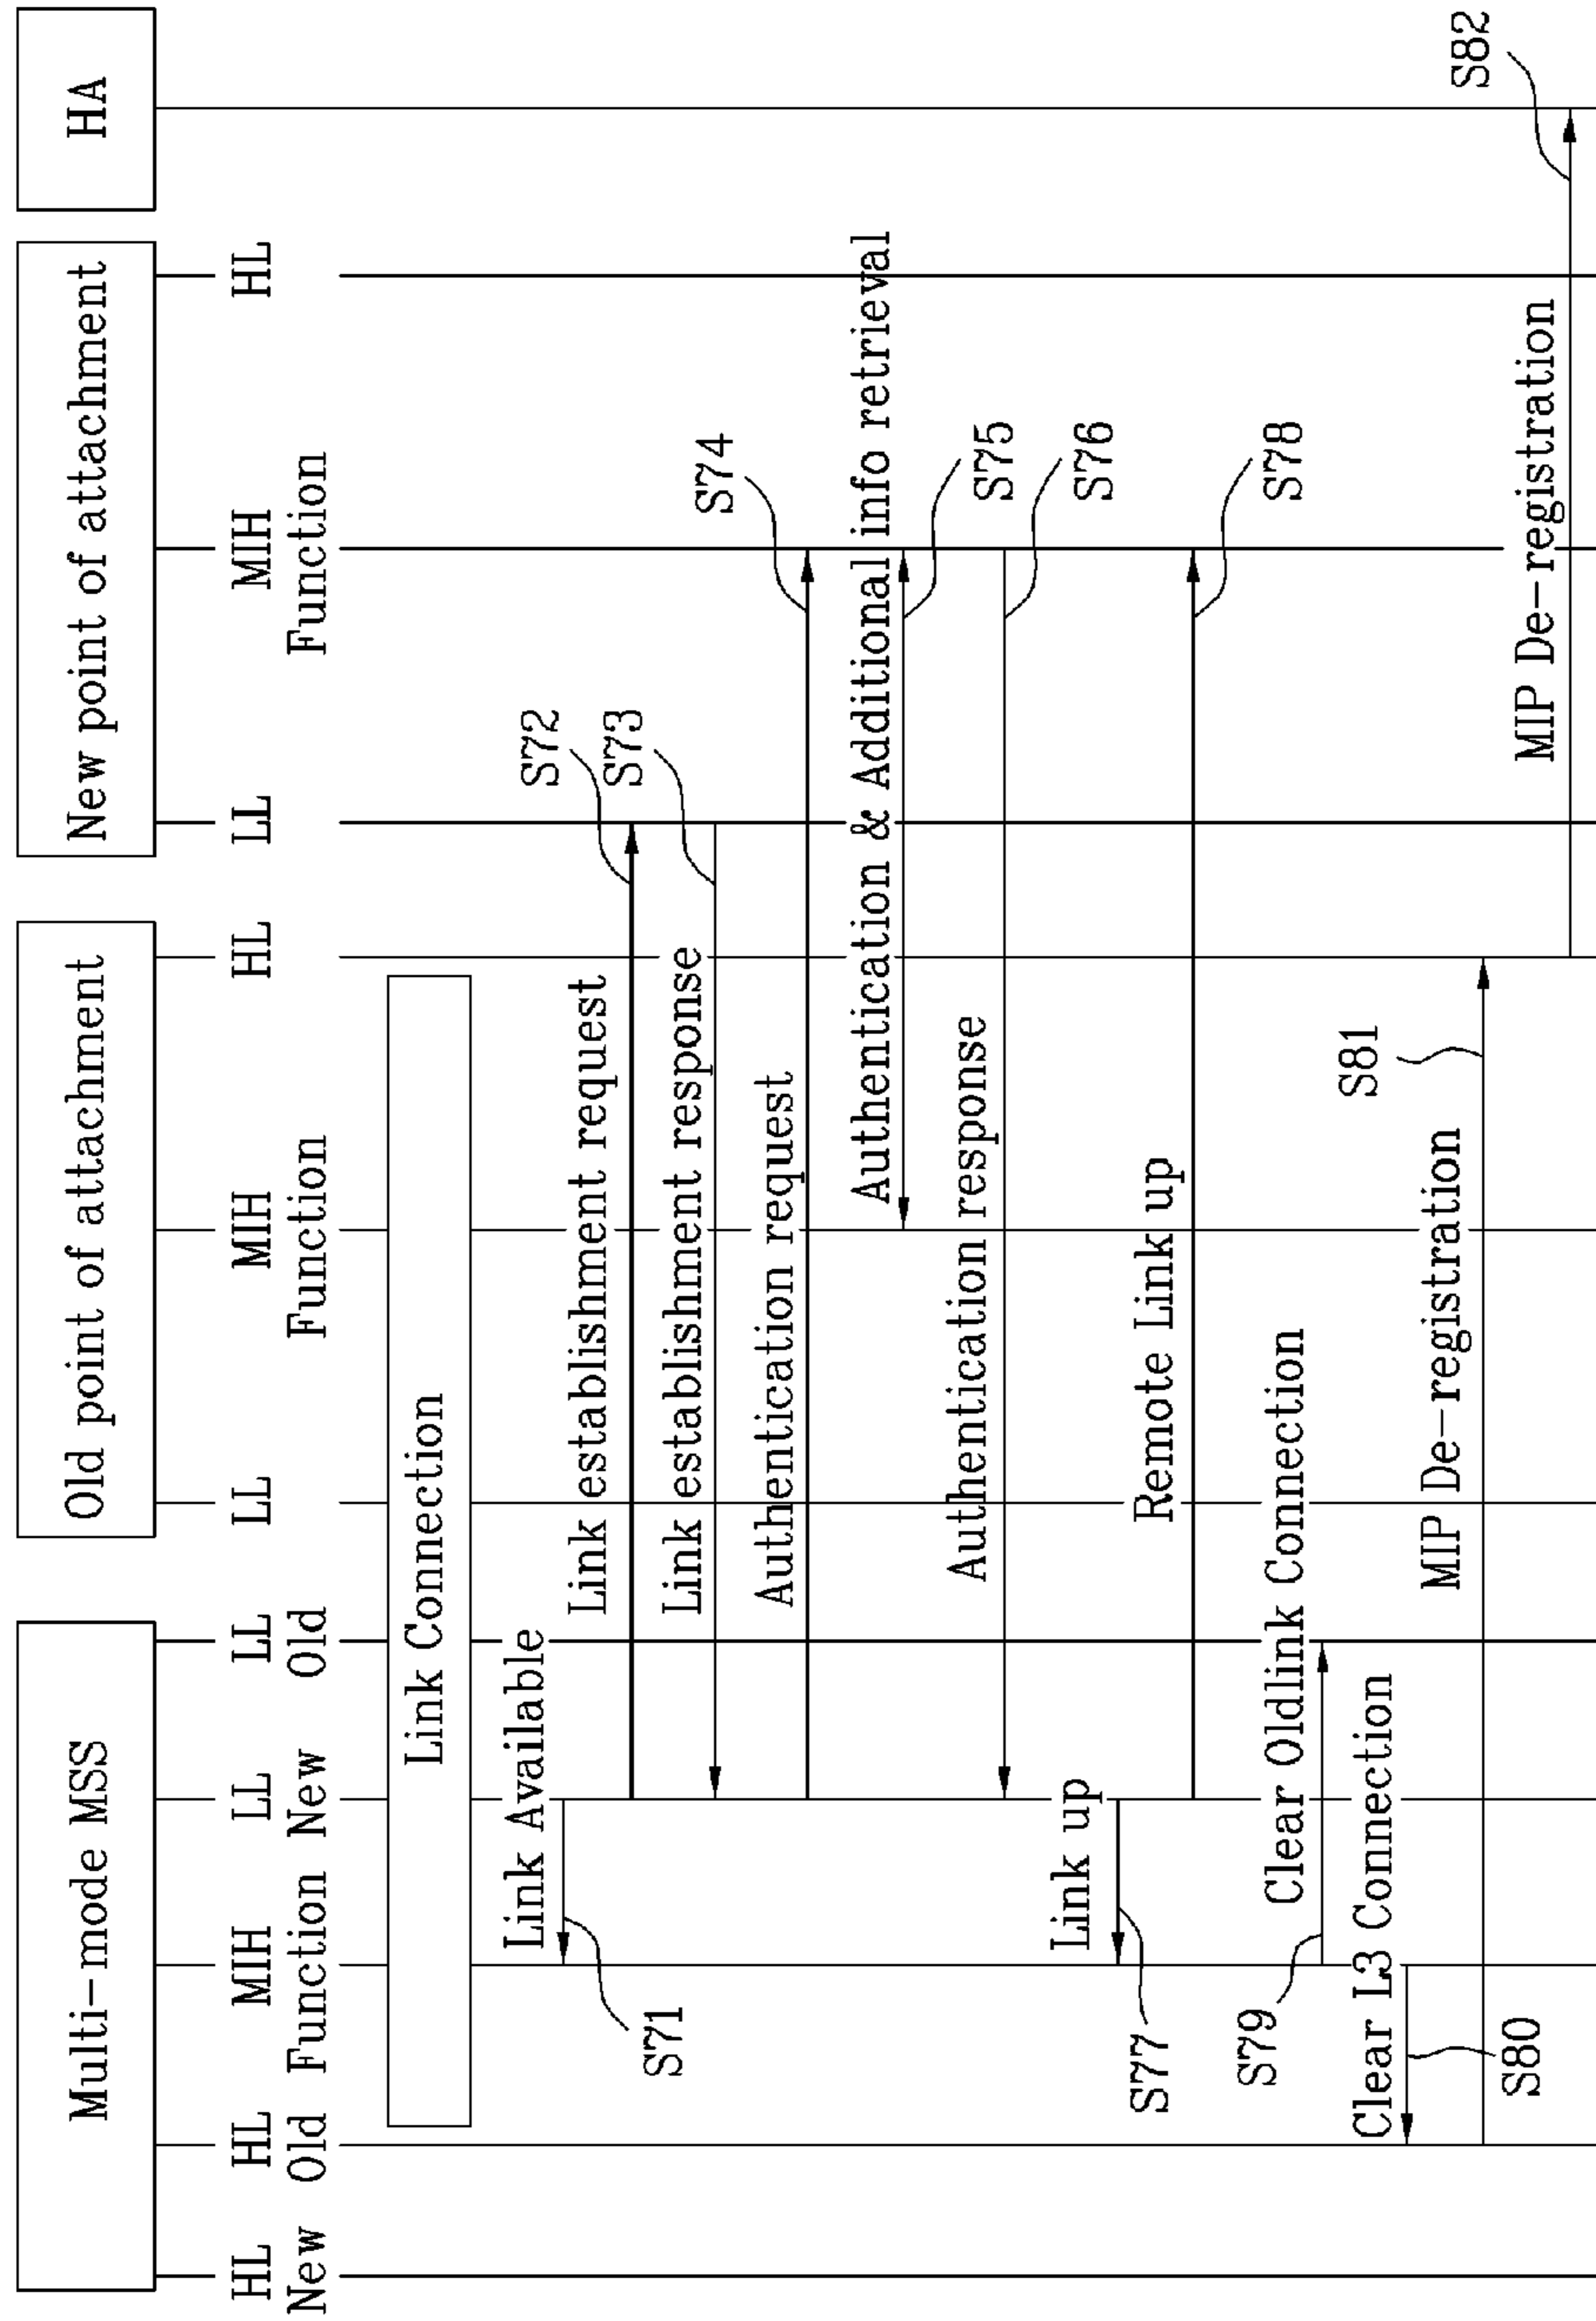 Multi-mode MSS
Old point of attachment
New point of attachment
HA
HL New
HL Old
MIH Function
LL New
LL Old
LL
MIH Function
HL
LL
MIH Function
HL
Link Connection
Link Available
S71
Link establishment request
S72
Link establishment response
S73
Authentication request
S74
Authentication & Additional info retrieval
S75
Authentication response
S76
Link up
S77
Remote Link up
S78
Clear Oldlink Connection
S79
Clear L3 Connection
S80
MIP De-registration
S81
MIP De-registration
S82